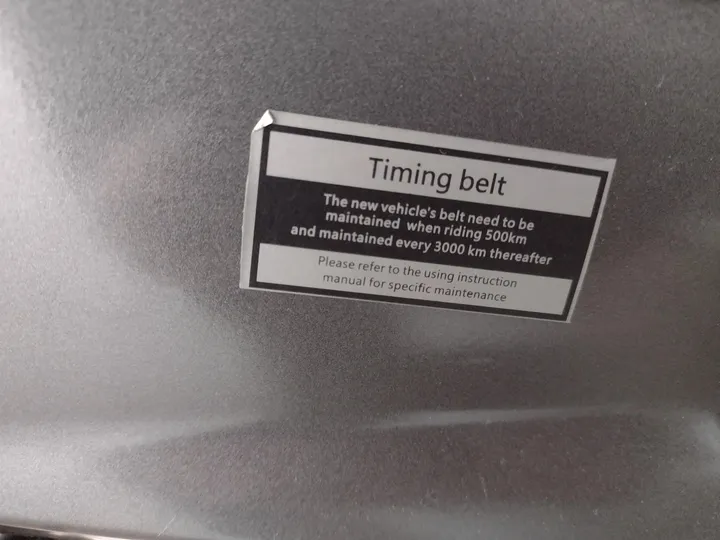 Timing belt
The new vehicle's belt need to be
maintained when riding 500km
and maintained every 3000 km thereafter
Please refer to the using instruction
manual for specific maintenance